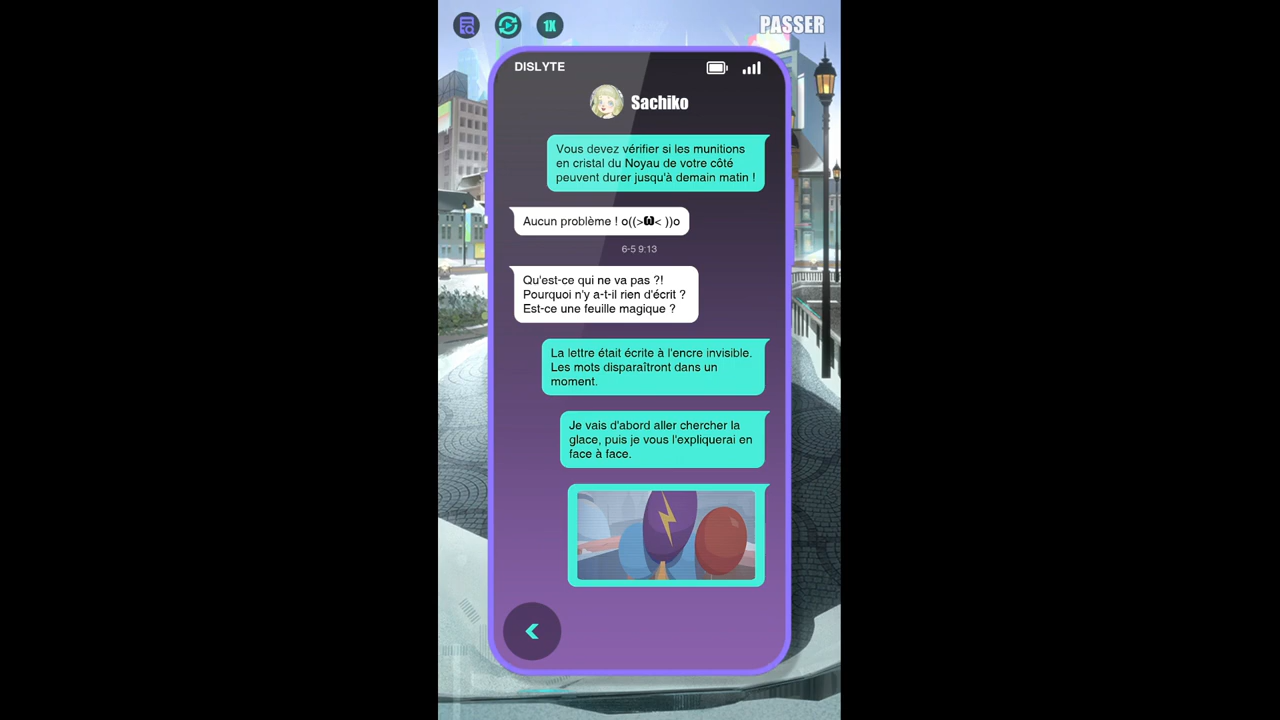 1X
PASSER
DISLYTE
Sachiko
Vous devez vérifier si les munitions
en cristal du Noyau de votre côté
peuvent durer jusqu'à demain matin !
Aucun problème ! o((>ω< ))o
6-5 9:13
Qu'est-ce qui ne va pas ?!
Pourquoi n'y a-t-il rien d'écrit ?
Est-ce une feuille magique ?
La lettre était écrite à l'encre invisible.
Les mots disparaîtront dans un
moment.
Je vais d'abord aller chercher la
glace, puis je vous l'expliquerai en
face à face.